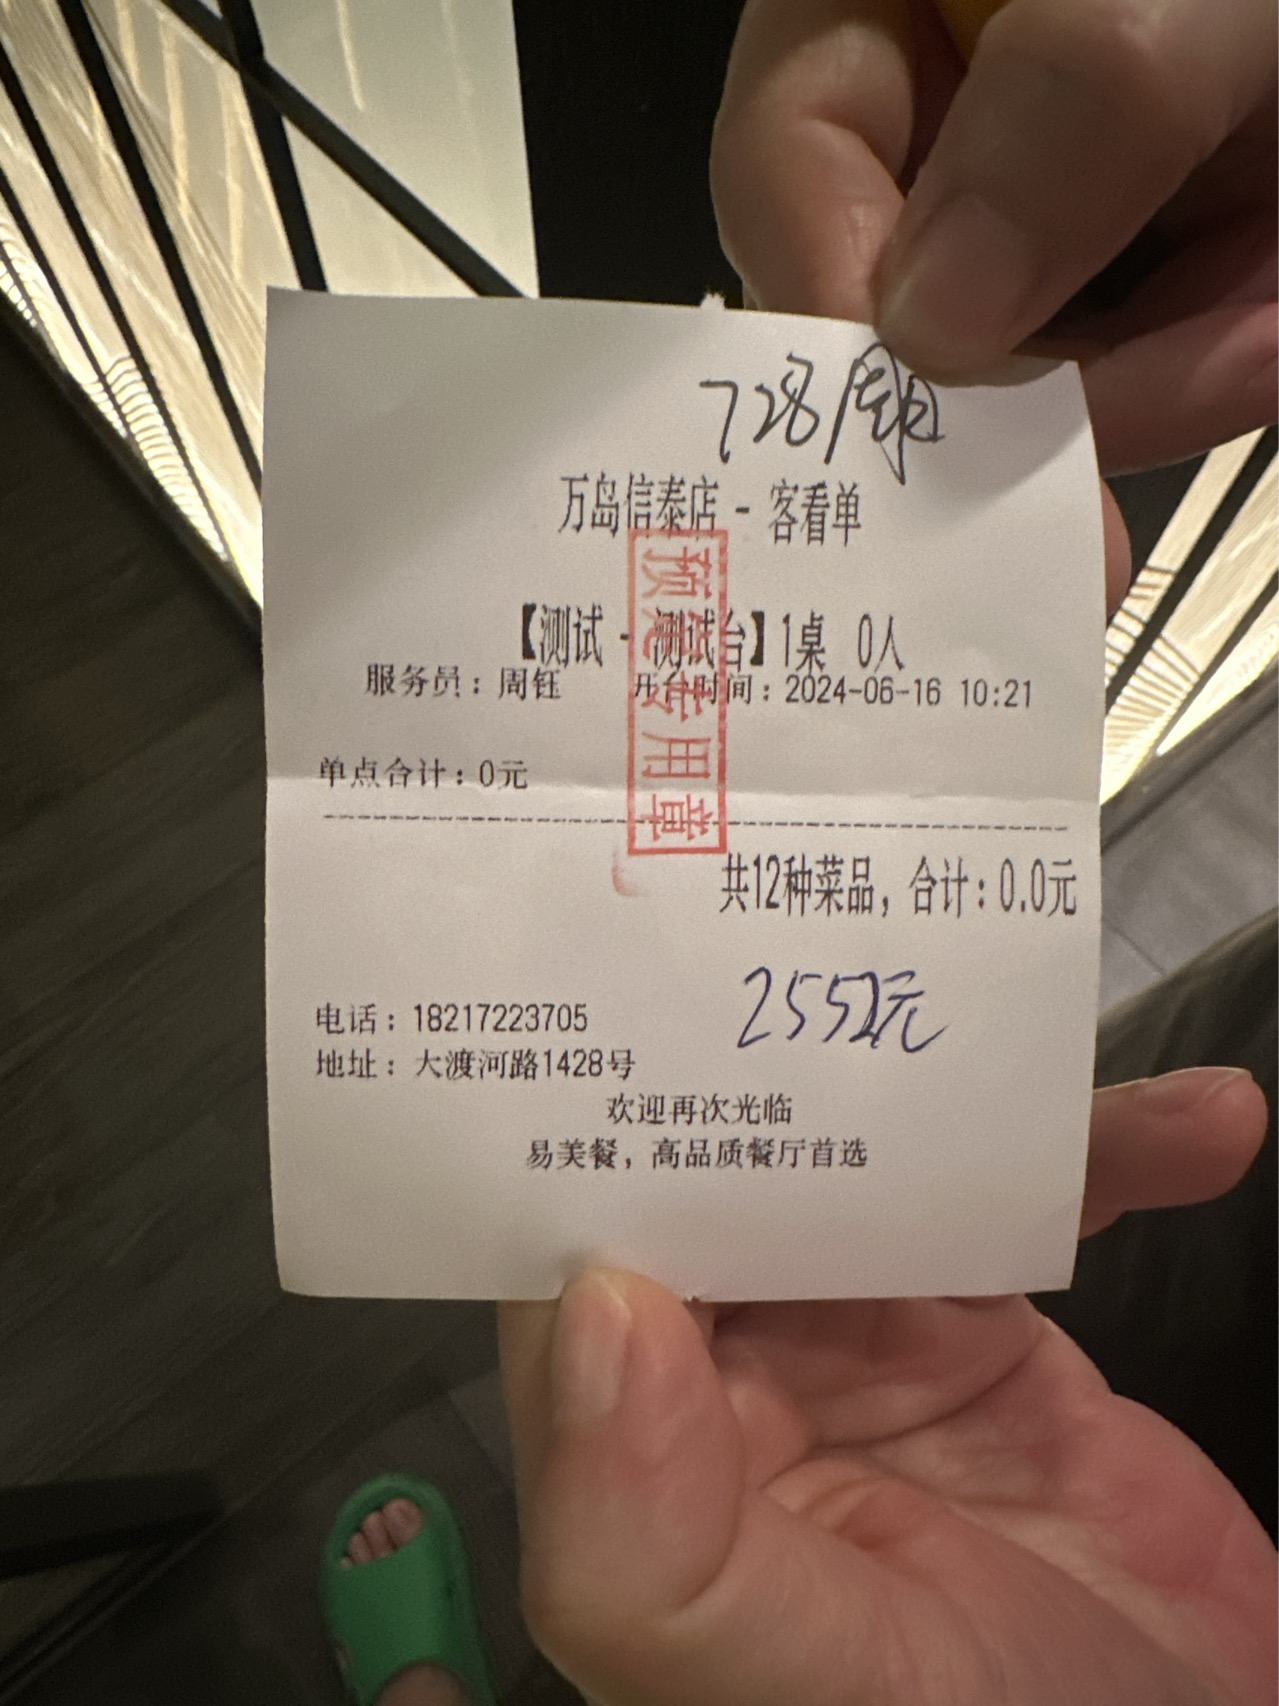 728周
万岛信泰店 - 客看单
【测试 - 测试台】1桌 0人
服务员：周钰 开台时间：2024-06-16 10:21
预定专用章
单点合计：0元
共12种菜品，合计：0.0元
2552元
电话：18217223705
地址：大渡河路1428号
欢迎再次光临
易美餐，高品质餐厅首选